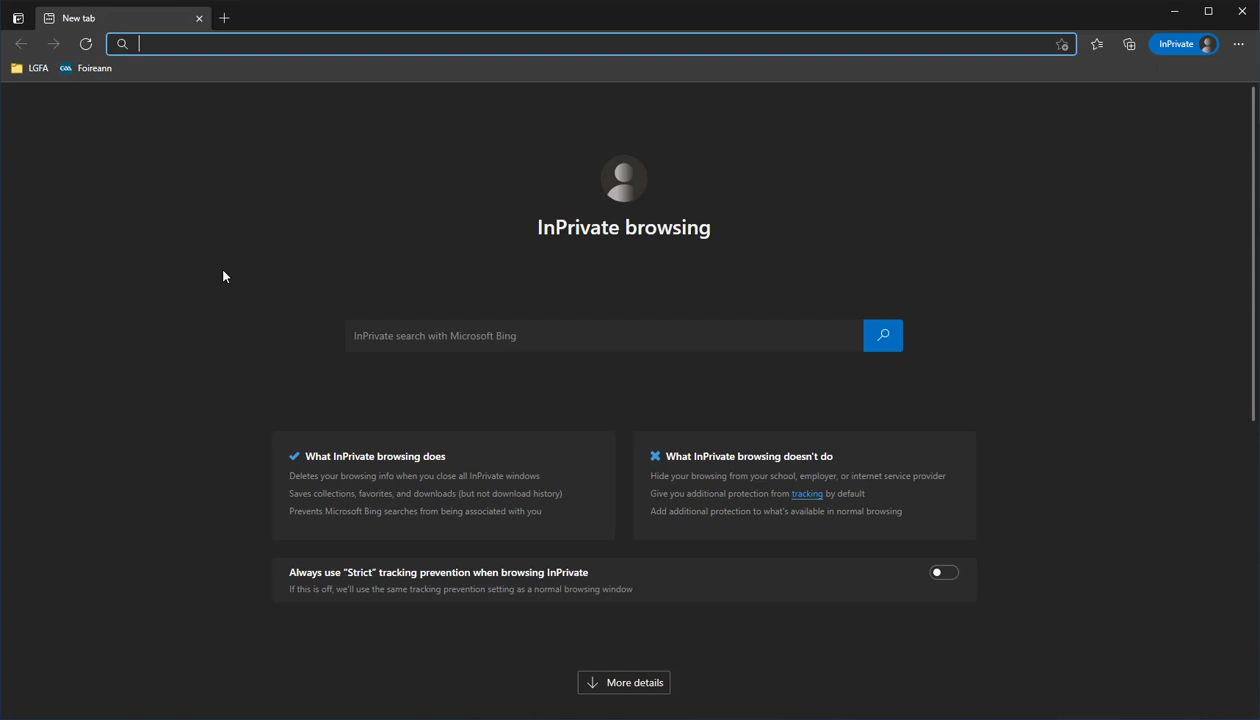 New tab
InPrivate
LGFA
GAA Foireann
InPrivate browsing
InPrivate search with Microsoft Bing
What InPrivate browsing does
Deletes your browsing info when you close all InPrivate windows
Saves collections, favorites, and downloads (but not download history)
Prevents Microsoft Bing searches from being associated with you
What InPrivate browsing doesn't do
Hide your browsing from your school, employer, or internet service provider
Give you additional protection from tracking by default
Add additional protection to what's available in normal browsing
Always use "Strict" tracking prevention when browsing InPrivate
If this is off, we'll use the same tracking prevention setting as a normal browsing window
More details